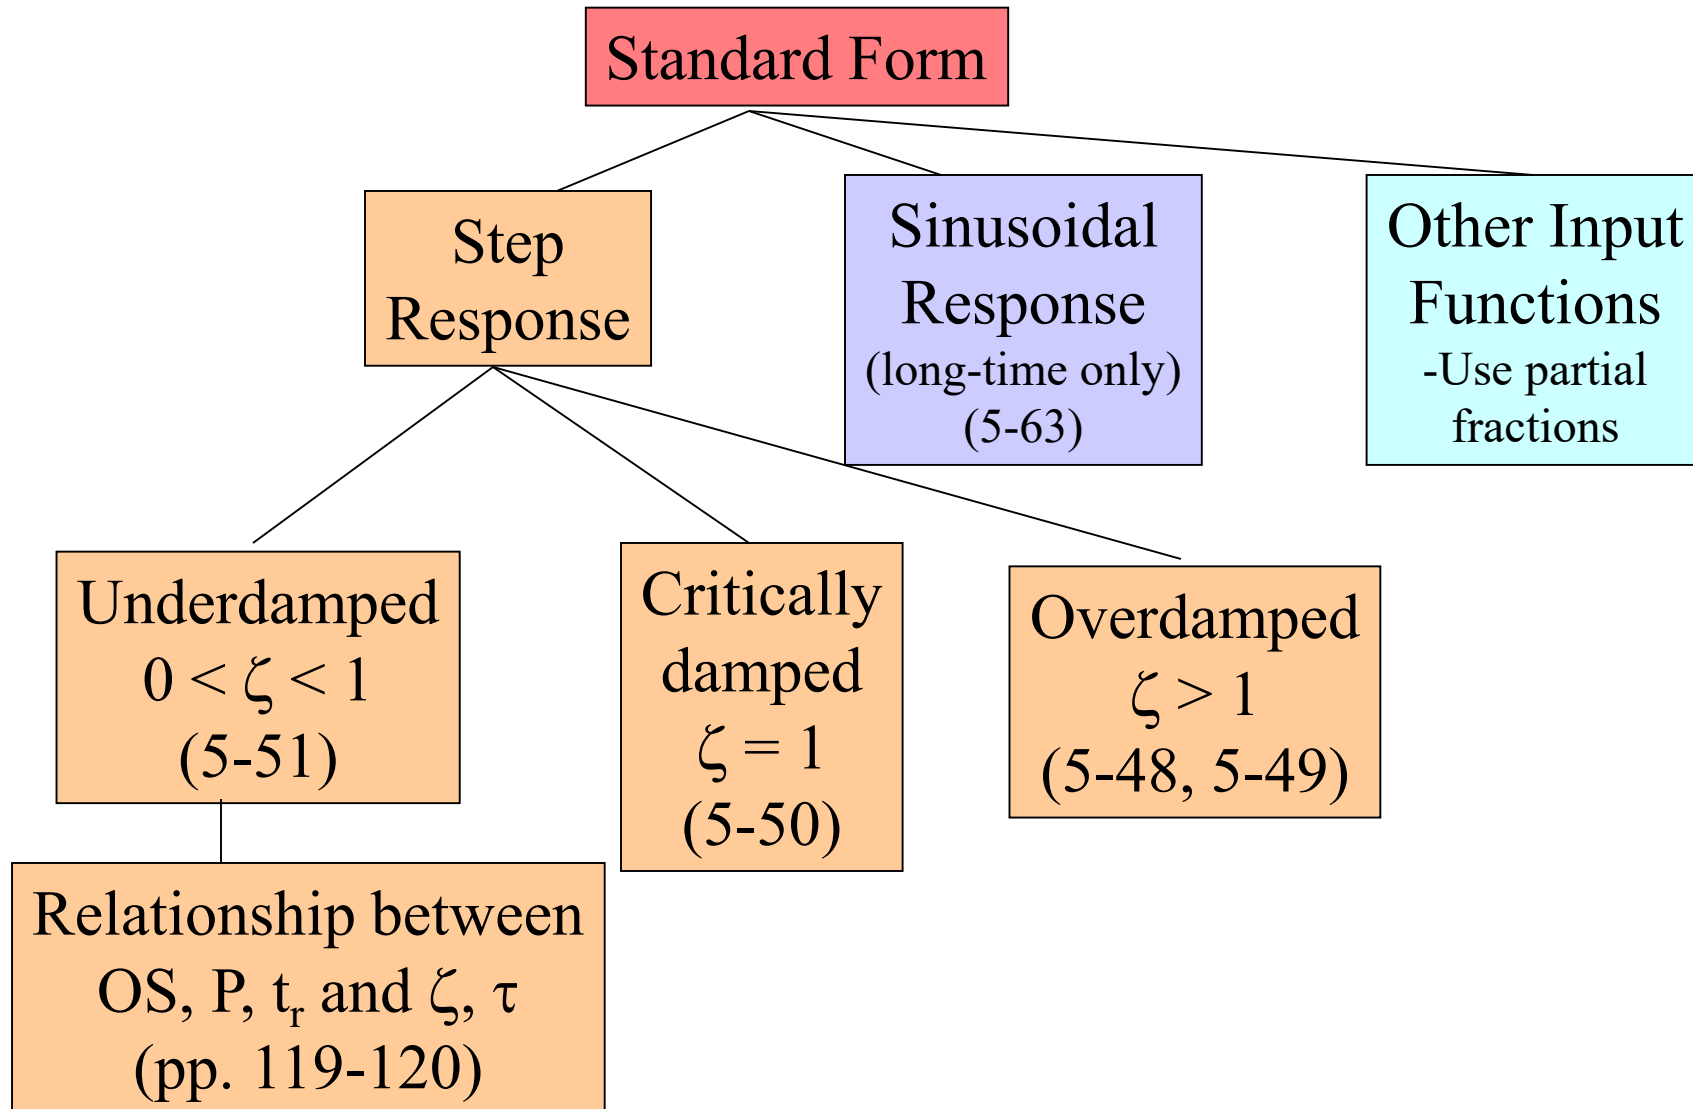 Standard Form
Step
Response
Sinusoidal
Response
(long-time only)
(5-63)
Other Input
Functions
-Use partial
fractions
Underdamped
0 < ζ < 1
(5-51)
Critically
damped
ζ = 1
(5-50)
Overdamped
ζ > 1
(5-48, 5-49)
Relationship between
OS, P, tr and ζ, τ
(pp. 119-120)